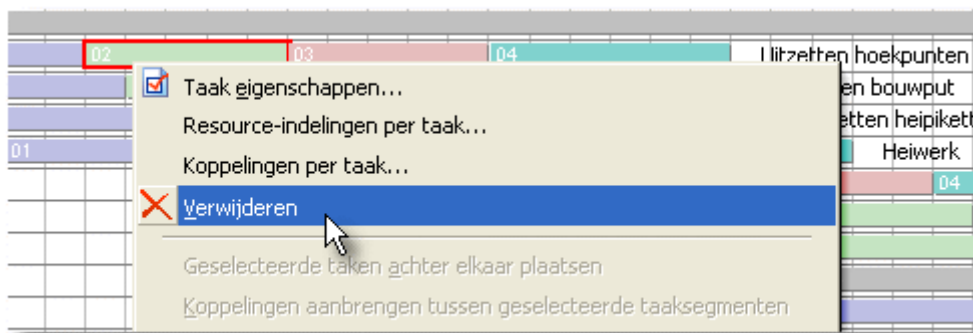 02 03 04 Uitzetten hoekpunten
Taak eigenschappen...
en bouwput
Resource-indelingen per taak...
etten heipikett
01
Koppelingen per taak...
Heiwerk
04
Verwijderen
Geselecteerde taken achter elkaar plaatsen
Koppelingen aanbrengen tussen geselecteerde taaksegmenten